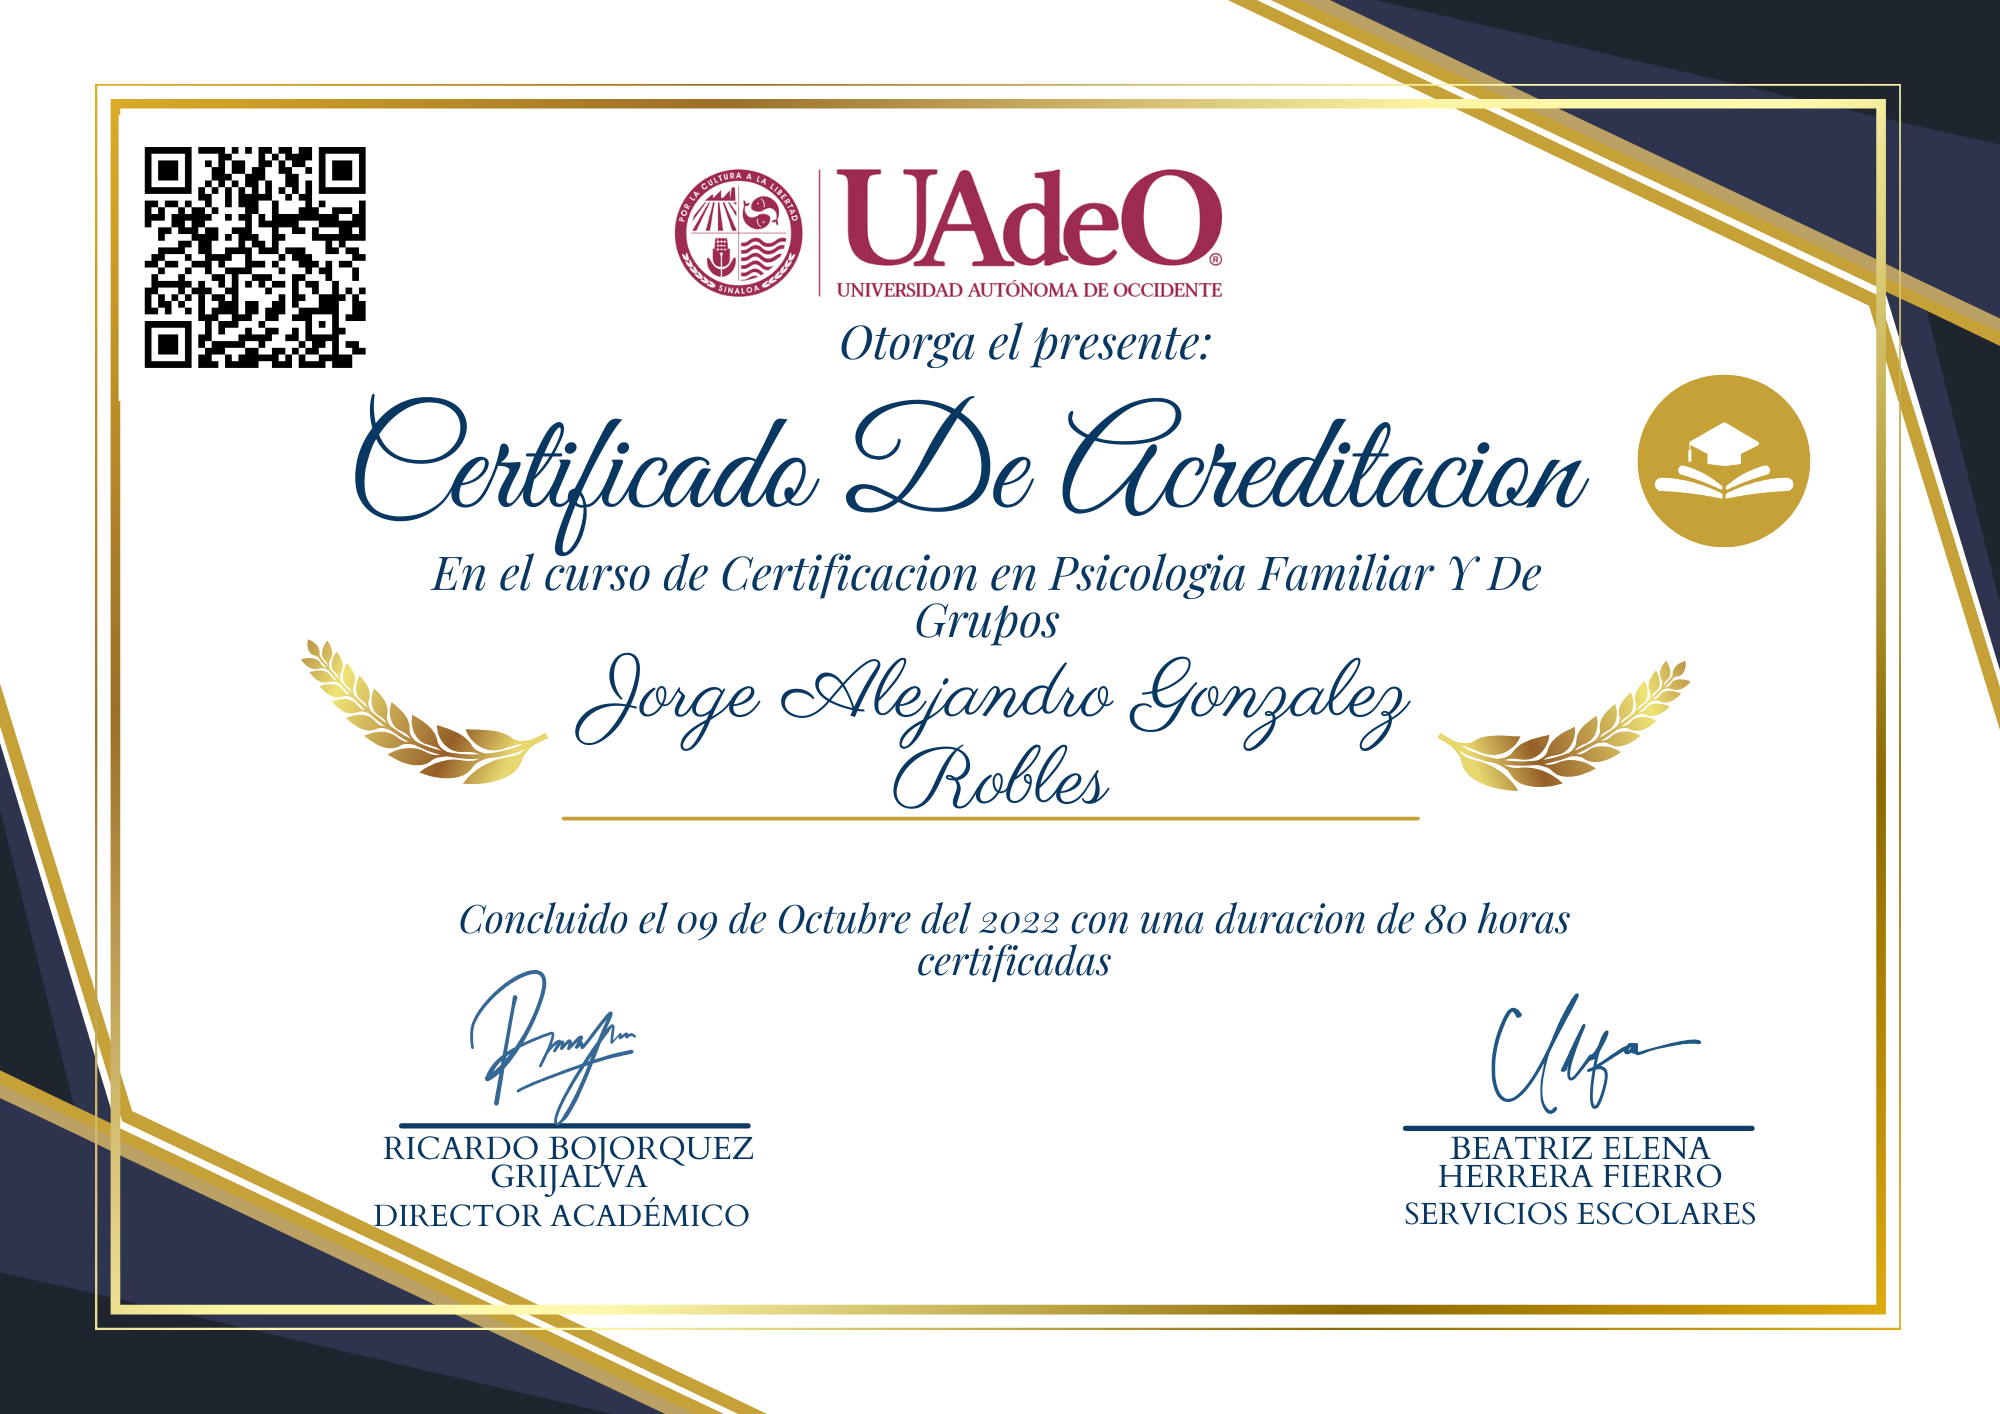 POR LA CULTURA A LA LIBERTAD
SINALOA
UAdeO®
UNIVERSIDAD AUTÓNOMA DE OCCIDENTE
Otorga el presente:
Certificado De Acreditacion
En el curso de Certificacion en Psicologia Familiar Y De
Grupos
Jorge Alejandro Gonzalez
Robles
Concluido el 09 de Octubre del 2022 con una duracion de 80 horas
certificadas
RICARDO BOJORQUEZ
GRIJALVA
DIRECTOR ACADÉMICO
BEATRIZ ELENA
HERRERA FIERRO
SERVICIOS ESCOLARES